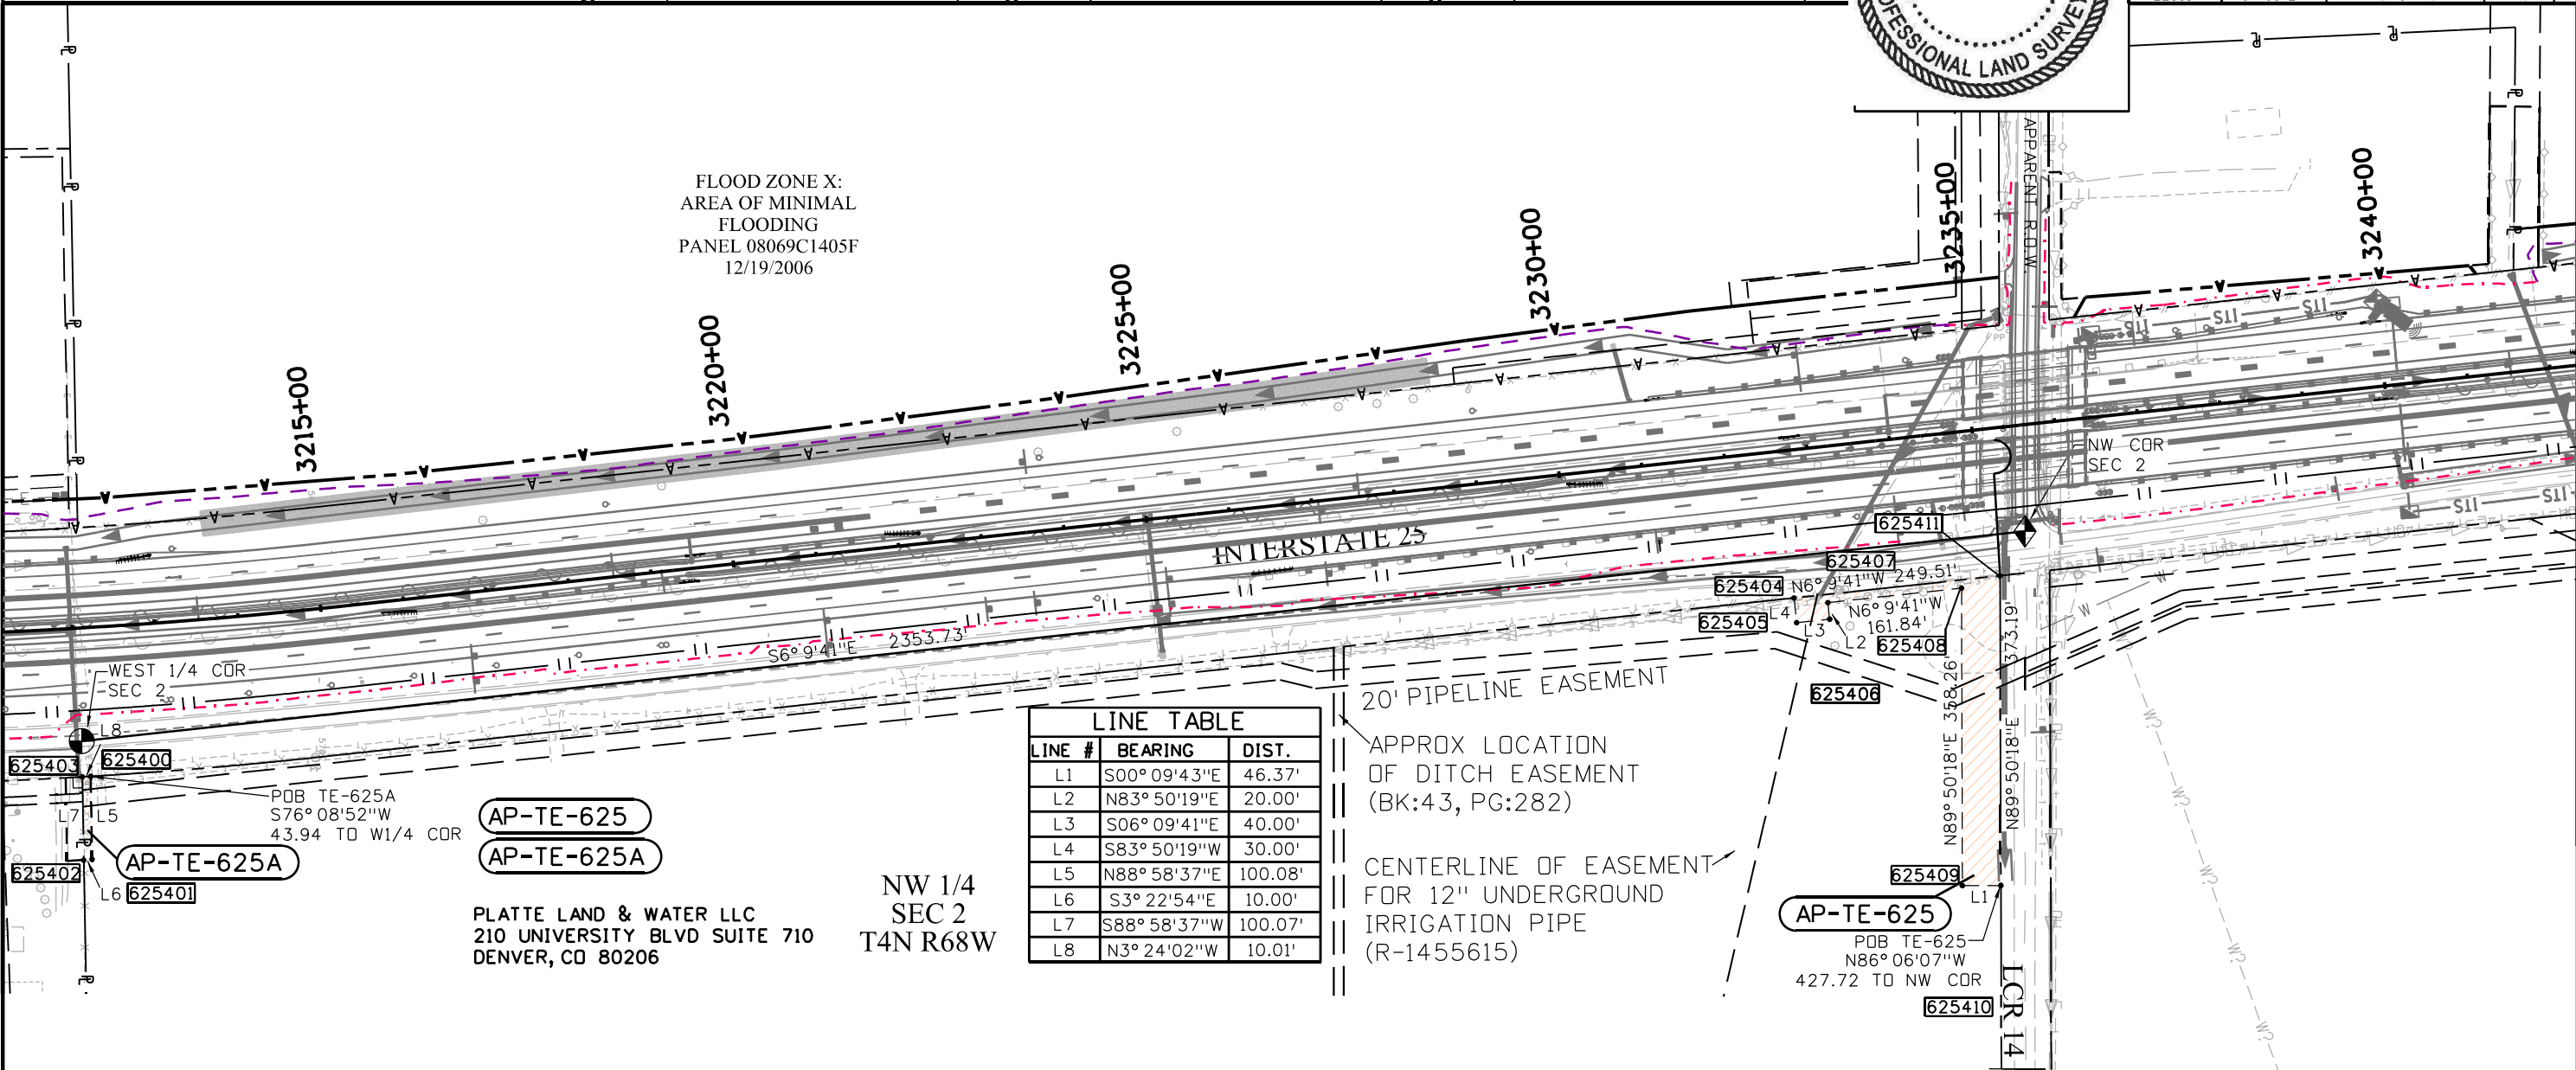 OFESSIONAL LAND SURVEY
FLOOD ZONE X:
AREA OF MINIMAL
FLOODING
PANEL 08069C1405F
12/19/2006
3215+00
3220+00
3225+00
3230+00
3235+00
3240+00
APPARENT R.O.W.
ITS
ITS
ITS
ITS
ITS
NW COR
SEC 2
INTERSTATE 25
625411
625407
625404
N6° 9'41"W 249.51'
625405
L4
L3
N6° 9'41"W
161.84'
L2
625408
625406
S6° 9'41"E 2353.73'
WEST 1/4 COR
SEC 2
L8
625403
625400
POB TE-625A
S76° 08'52"W
43.94 TO W1/4 COR
L7
L5
AP-TE-625A
625402
L6
625401
AP-TE-625
AP-TE-625A
PLATTE LAND & WATER LLC
210 UNIVERSITY BLVD SUITE 710
DENVER, CO 80206
NW 1/4
SEC 2
T4N R68W
LINE TABLE
LINE # BEARING DIST.
L1 S00° 09'43"E 46.37'
L2 N83° 50'19"E 20.00'
L3 S06° 09'41"E 40.00'
L4 S83° 50'19"W 30.00'
L5 N88° 58'37"E 100.08'
L6 S3° 22'54"E 10.00'
L7 S88° 58'37"W 100.07'
L8 N3° 24'02"W 10.01'
20' PIPELINE EASEMENT
APPROX LOCATION
OF DITCH EASEMENT
(BK:43, PG:282)
CENTERLINE OF EASEMENT
FOR 12" UNDERGROUND
IRRIGATION PIPE
(R-1455615)
N89° 50'18"E 358.26'
N89° 50'18"E 373.19'
625409
L1
AP-TE-625
POB TE-625
N86° 06'07"W
427.72 TO NW COR
625410
LCR 14
W
W
W?
W?
W?
W?